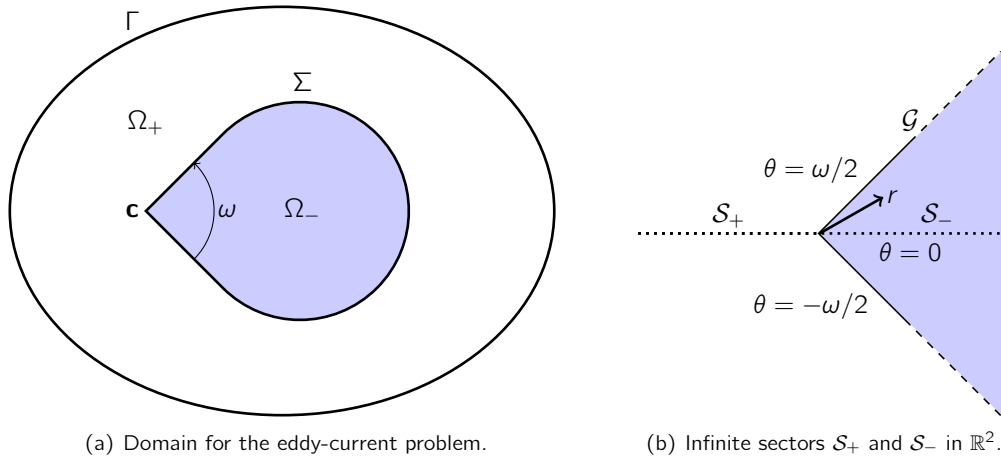 Γ
Σ
Ω₊
𝒢
θ = ω/2
r
c
ω
Ω₋
𝒮₊
𝒮₋
θ = 0
θ = −ω/2
(a) Domain for the eddy-current problem.
(b) Infinite sectors 𝒮₊ and 𝒮₋ in ℝ².